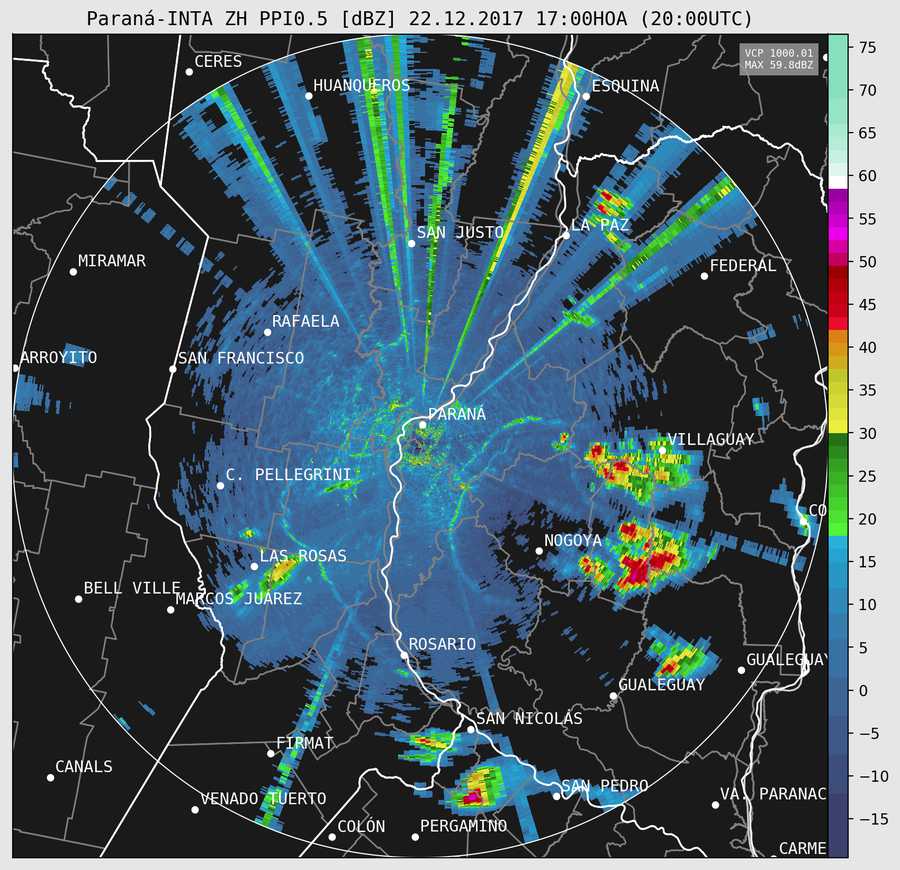 Paraná-INTA ZH PPI0.5 [dBZ] 22.12.2017 17:00HOA (20:00UTC)
VCP 1000.01
MAX 59.8dBZ
CERES
HUANQUEROS
ESQUINA
SAN JUSTO
LA PAZ
MIRAMAR
FEDERAL
RAFAELA
ARROYITO
SAN FRANCISCO
PARANÁ
VILLAGUAY
C. PELLEGRINI
CO
NOGOYA
LAS ROSAS
BELL VILLE
MARCOS JUAREZ
ROSARIO
GUALEGUAY
GUALEGUAY
SAN NICOLÁS
FIRMAT
CANALS
SAN PEDRO
VENADO TUERTO
VA. PARANAC
COLÓN
PERGAMINO
CARME
75
70
65
60
55
50
45
40
35
30
25
20
15
10
5
0
−5
−10
−15